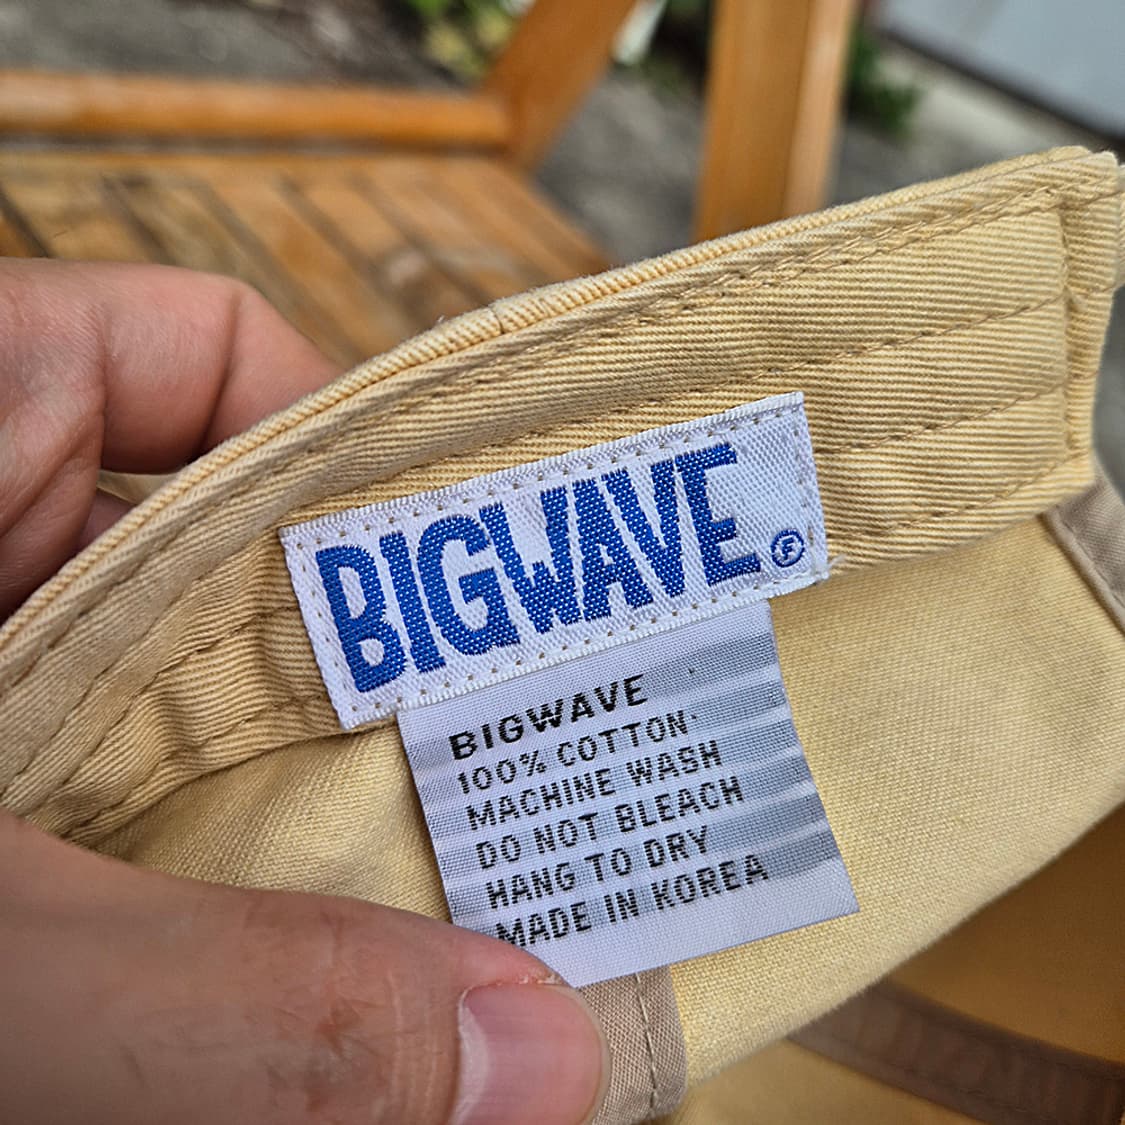 BIGWAVE ®
BIGWAVE
100% COTTON
MACHINE WASH
DO NOT BLEACH
HANG TO DRY
MADE IN KOREA